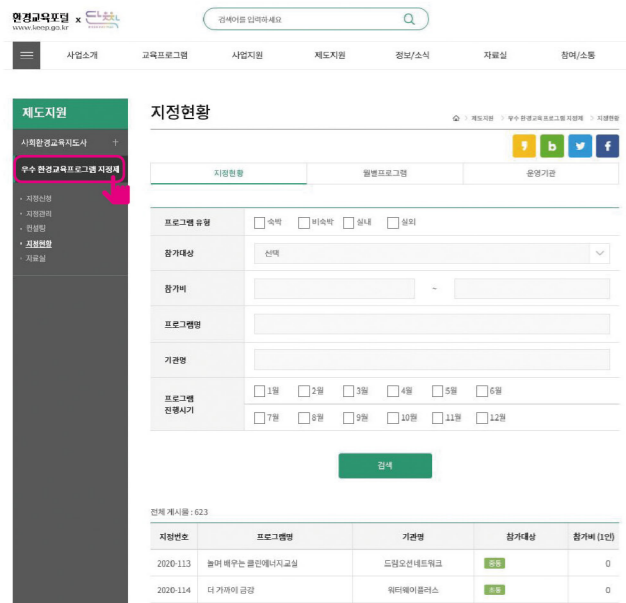 환경교육포털 x
www.keep.go.kr
검색어를 입력하세요
사업소개 교육프로그램 사업지원 제도지원 정보/소식 자료실 참여/소통
제도지원
사회환경교육지도사 +
우수 환경교육프로그램 지정제
· 지정신청
· 지정관리
· 컨설팅
· 지정현황
· 자료실
지정현황
> 제도지원 > 우수 환경교육프로그램 지정제 > 지정현황
b f
지정현황 월별프로그램 운영기관
프로그램 유형 숙박 비숙박 실내 실외
참가대상 선택
참가비 ~
프로그램명
기관명
프로그램
진행시기
1월 2월 3월 4월 5월 6월
7월 8월 9월 10월 11월 12월
검색
전체 게시물 : 623
지정번호 프로그램명 기관명 참가대상 참가비 (1인)
2020-113 놀며 배우는 클린에너지교실 드림오션네트워크 중등 0
2020-114 더 가까이 금강 워터웨이플러스 초등 0